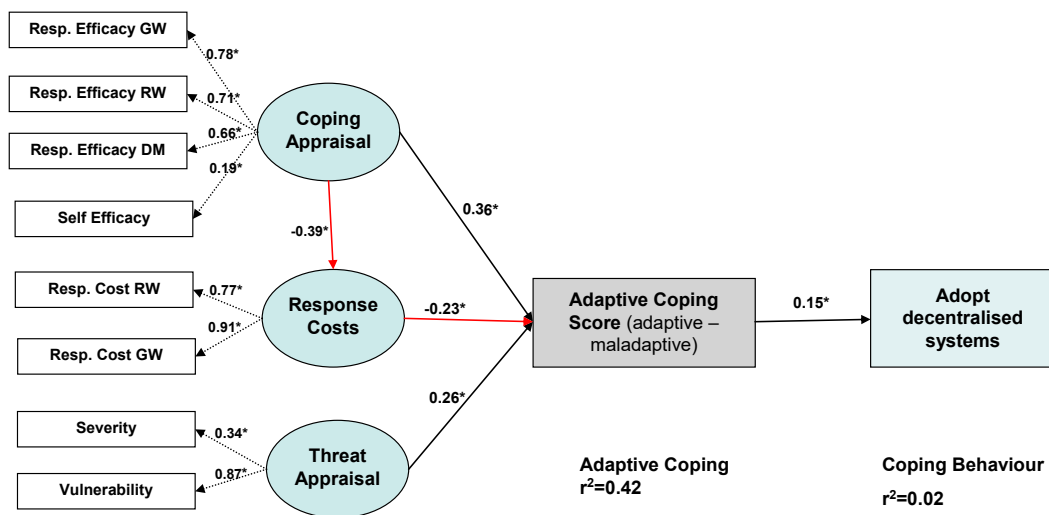 Resp. Efficacy GW
0.78*
Resp. Efficacy RW
0.71*
Resp. Efficacy DM
0.66*
0.19*
Self Efficacy
Coping
Appraisal
-0.39*
0.36*
Resp. Cost RW
0.77*
Resp. Cost GW
0.91*
Response
Costs
-0.23*
Adaptive Coping
Score (adaptive –
maladaptive)
0.15*
Adopt
decentralised
systems
0.26*
Severity
0.34*
Vulnerability
0.87*
Threat
Appraisal
Adaptive Coping
r²=0.42
Coping Behaviour
r²=0.02